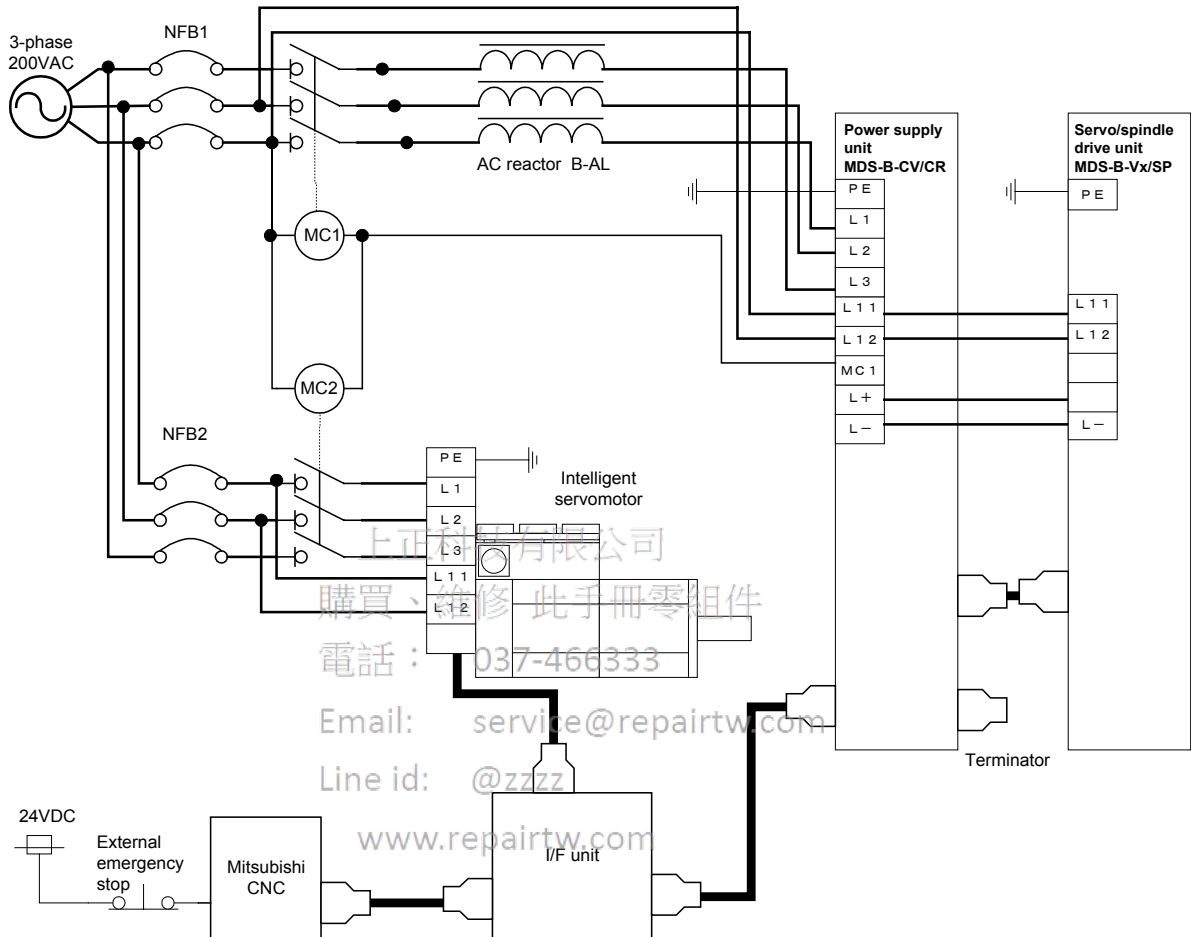 3-phase
200VAC
NFB1
AC reactor B-AL
MC1
MC2
NFB2
Power supply
unit
MDS-B-CV/CR
PE
L1
L2
L3
L11
L12
MC1
L+
L−
Servo/spindle
drive unit
MDS-B-Vx/SP
PE
L11
L12
L−
PE
L1
L2
L3
L11
L12
Intelligent
servomotor
上正科技有限公司
購買、維修 此手冊零組件
電話： 037-466333
Email: service@repairtw.com
Line id: @zzzz
www.repairtw.com
Terminator
24VDC
External
emergency
stop
Mitsubishi
CNC
I/F unit